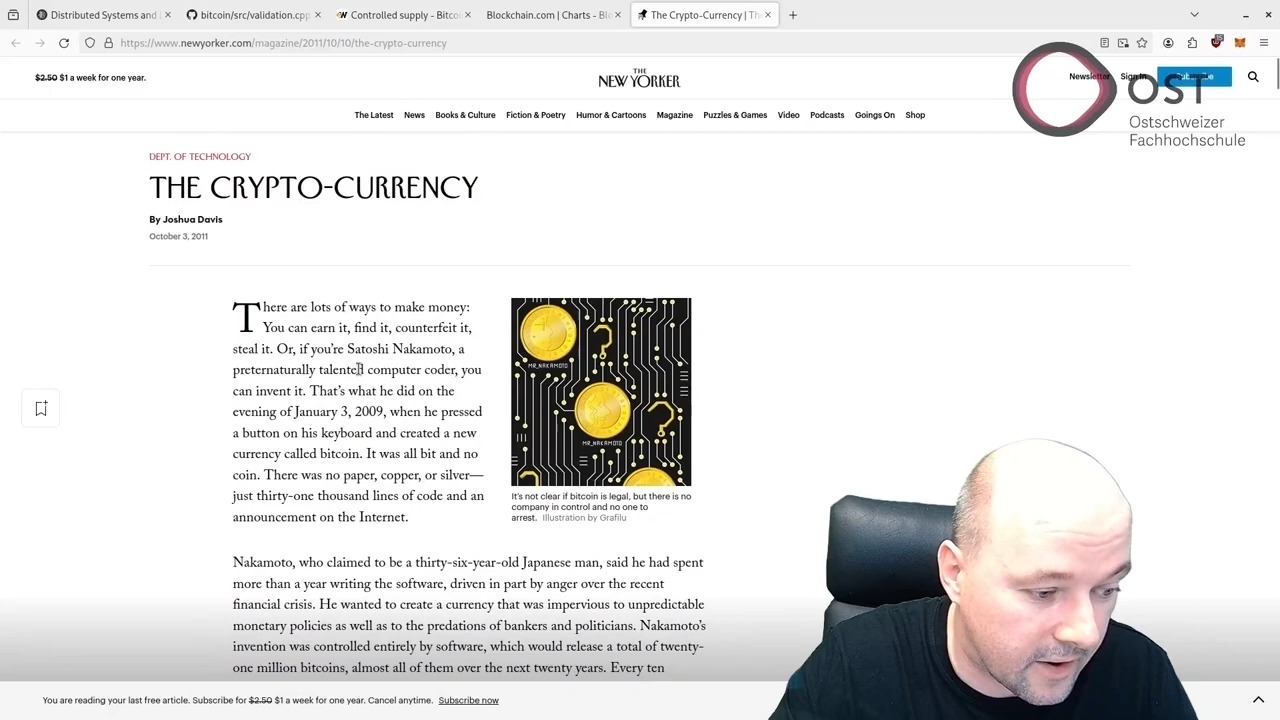 Distributed Systems and
bitcoin/src/validation.cpp
Controlled supply - Bitcoi
Blockchain.com | Charts - Blo
The Crypto-Currency | Th
https://www.newyorker.com/magazine/2011/10/10/the-crypto-currency
$2.50 $1 a week for one year.
THE
NEW YORKER
Newsletter Sign In Subscribe
OST
Ostschweizer
Fachhochschule
The Latest News Books & Culture Fiction & Poetry Humor & Cartoons Magazine Puzzles & Games Video Podcasts Goings On Shop
DEPT. OF TECHNOLOGY
THE CRYPTO-CURRENCY
By Joshua Davis
October 3, 2011
There are lots of ways to make money:
You can earn it, find it, counterfeit it,
steal it. Or, if you’re Satoshi Nakamoto, a
preternaturally talented computer coder, you
can invent it. That’s what he did on the
evening of January 3, 2009, when he pressed
a button on his keyboard and created a new
currency called bitcoin. It was all bit and no
coin. There was no paper, copper, or silver—
just thirty-one thousand lines of code and an
announcement on the Internet.
MR_NAKAMOTO
MR_NAKAMOTO
It’s not clear if bitcoin is legal, but there is no
company in control and no one to
arrest. Illustration by Grafilu
Nakamoto, who claimed to be a thirty-six-year-old Japanese man, said he had spent
more than a year writing the software, driven in part by anger over the recent
financial crisis. He wanted to create a currency that was impervious to unpredictable
monetary policies as well as to the predations of bankers and politicians. Nakamoto’s
invention was controlled entirely by software, which would release a total of twenty-
one million bitcoins, almost all of them over the next twenty years. Every ten
You are reading your last free article. Subscribe for $2.50 $1 a week for one year. Cancel anytime. Subscribe now